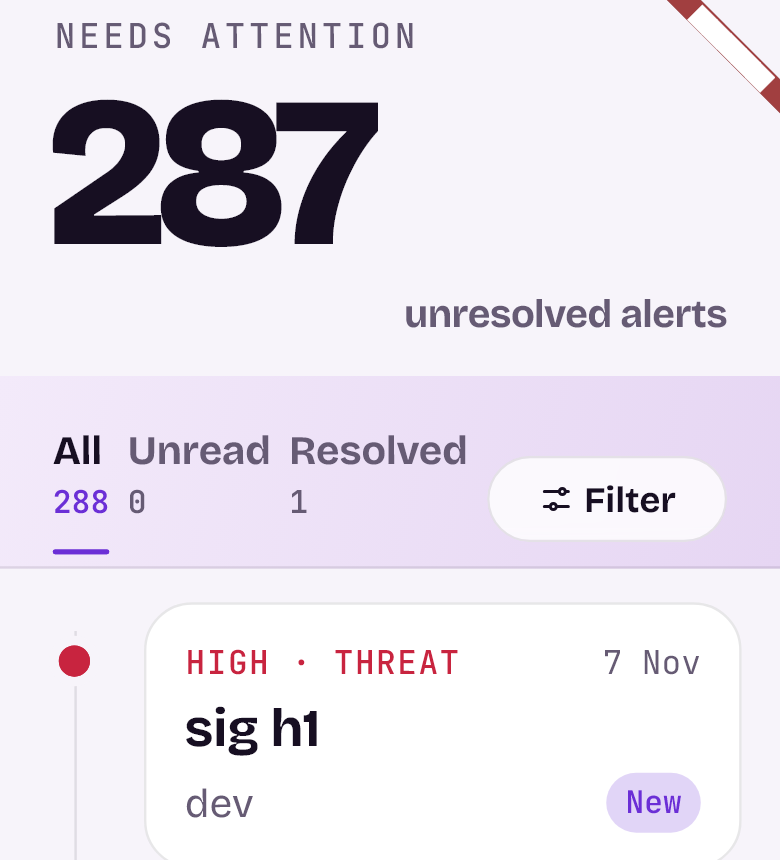 NEEDS ATTENTION
287
unresolved alerts
All Unread Resolved
288 0 1
Filter
HIGH · THREAT 7 Nov
sig h1
dev New